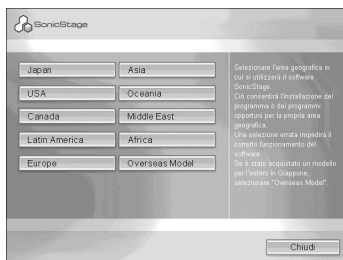 SonicStage
Japan
Asia
USA
Oceania
Canada
Middle East
Latin America
Africa
Europe
Overseas Model
Selezionare l'area geografica in
cui si utilizzerà il software
SonicStage.
Ciò consentirà l'installazione del
programma o dei programmi
opportuni per la propria area
geografica.
Una selezione errata impedirà il
corretto funzionamento del
software.
Se è stato acquistato un modello
per l'estero in Giappone,
selezionare "Overseas Model".
Chiudi